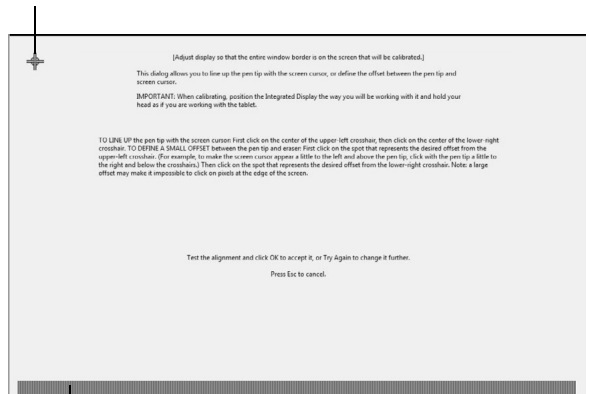 [Adjust display so that the entire window border is on the screen that will be calibrated.]
This dialog allows you to line up the pen tip with the screen cursor, or define the offset between the pen tip and
screen cursor.
IMPORTANT: When calibrating, position the Integrated Display the way you will be working with it and hold your
head as if you are working with the tablet.
TO LINE UP the pen tip with the screen cursor: First click on the center of the upper-left crosshair, then click on the center of the lower-right
crosshair. TO DEFINE A SMALL OFFSET between the pen tip and eraser: First click on the spot that represents the desired offset from the
upper-left crosshair. (For example, to make the screen cursor appear a little to the left and above the pen tip, click with the pen tip a little to
the right and below the crosshairs.) Then click on the spot that represents the desired offset from the lower-right crosshair. Note: a large
offset may make it impossible to click on pixels at the edge of the screen.
Test the alignment and click OK to accept it, or Try Again to change it further.
Press Esc to cancel.